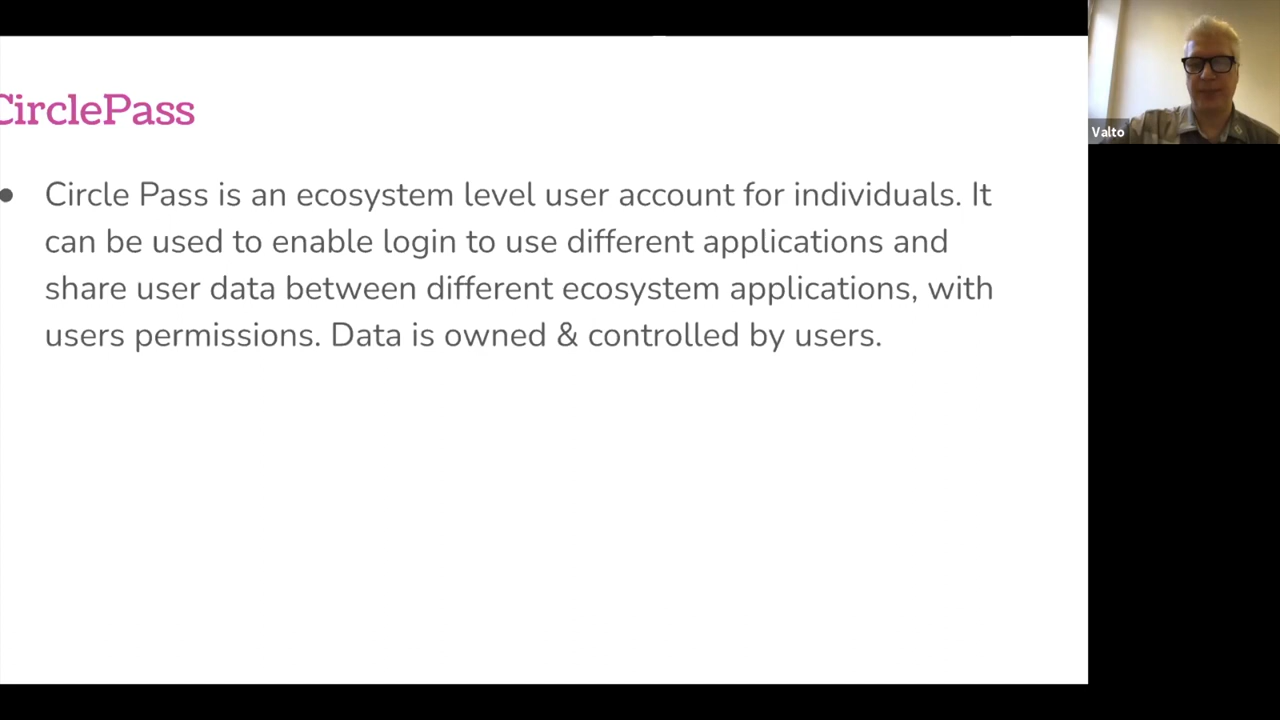 CirclePass
• Circle Pass is an ecosystem level user account for individuals. It
can be used to enable login to use different applications and
share user data between different ecosystem applications, with
users permissions. Data is owned & controlled by users.
Valto